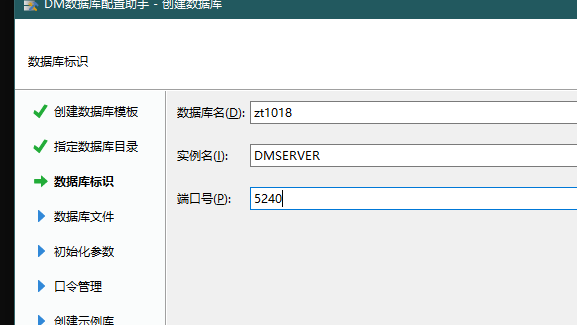 DM数据库配置助手 - 创建数据库
数据库标识
创建数据库模板
指定数据库目录
数据库标识
数据库文件
初始化参数
口令管理
创建示例库
数据库名(D): zt1018
实例名(I): DMSERVER
端口号(P): 5240